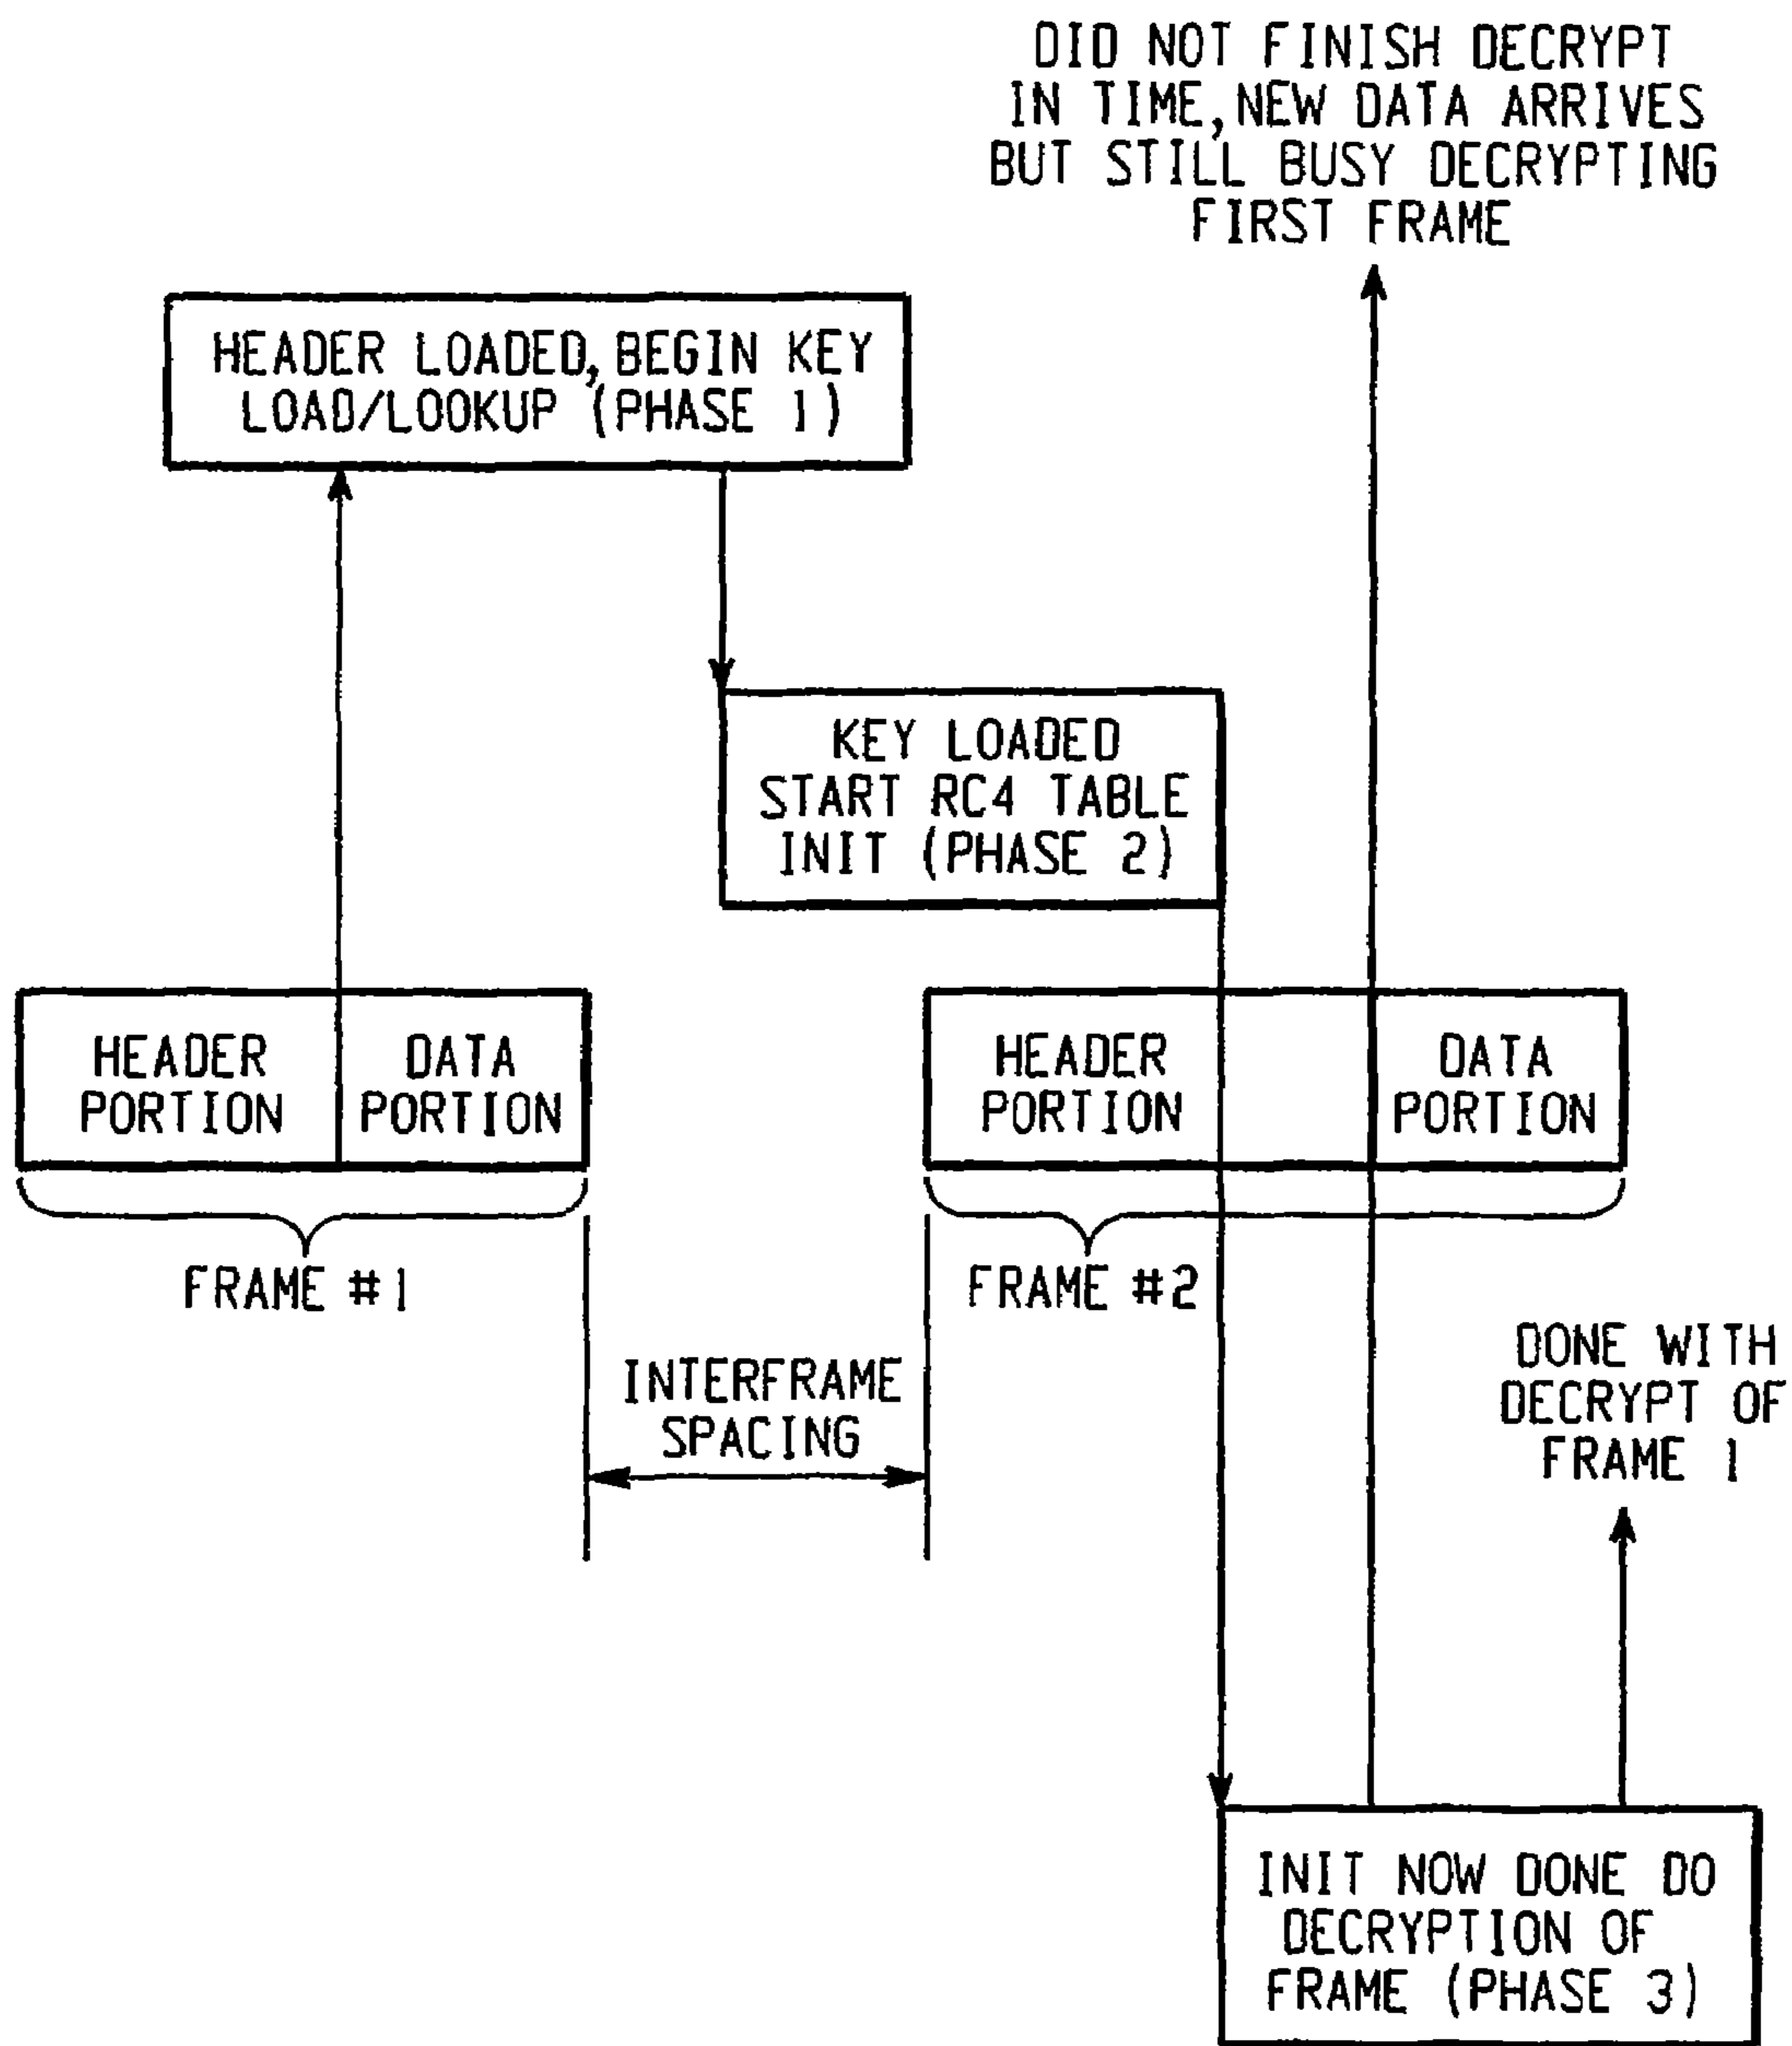 DID NOT FINISH DECRYPT
IN TIME, NEW DATA ARRIVES
BUT STILL BUSY DECRYPTING
FIRST FRAME
HEADER LOADED, BEGIN KEY
LOAD/LOOKUP (PHASE 1)
KEY LOADED
START RC4 TABLE
INIT (PHASE 2)
HEADER
PORTION
DATA
PORTION
HEADER
PORTION
DATA
PORTION
FRAME #1
FRAME #2
INTERFRAME
SPACING
DONE WITH
DECRYPT OF
FRAME 1
INIT NOW DONE DO
DECRYPTION OF
FRAME (PHASE 3)